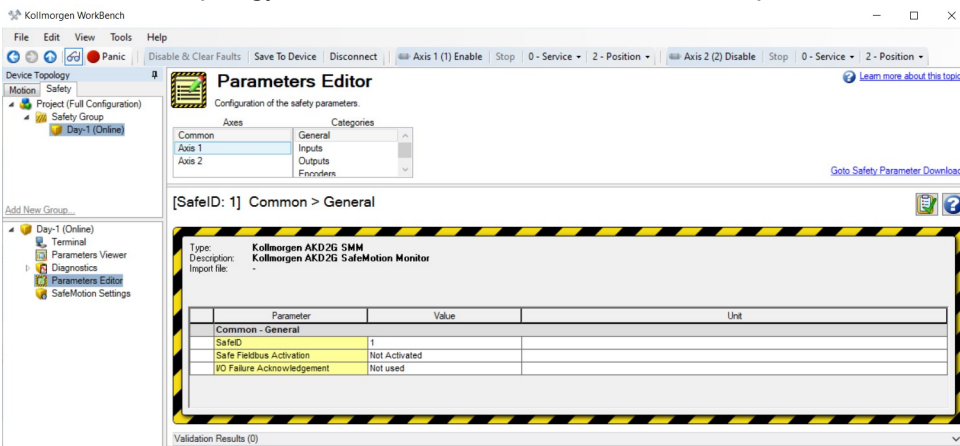 Kollmorgen WorkBench
File Edit View Tools Help
Panic Disable & Clear Faults Save To Device Disconnect Axis 1 (1) Enable Stop 0 - Service 2 - Position Axis 2 (2) Disable Stop 0 - Service 2 - Position
Device Topology
Motion Safety
Project (Full Configuration)
Safety Group
Day-1 (Online)
Add New Group...
Day-1 (Online)
Terminal
Parameters Viewer
Diagnostics
Parameters Editor
SafeMotion Settings
Parameters Editor
Learn more about this topic
Configuration of the safety parameters.
Axes Categories
Common General
Axis 1 Inputs
Axis 2 Outputs
Encoders
Goto Safety Parameter Download
[SafeID: 1] Common > General
Type: Kollmorgen AKD2G SMM
Description: Kollmorgen AKD2G SafeMotion Monitor
Import file: -
Parameter Value Unit
Common - General
SafeID 1
Safe Fieldbus Activation Not Activated
I/O Failure Acknowledgement Not used
Validation Results (0)